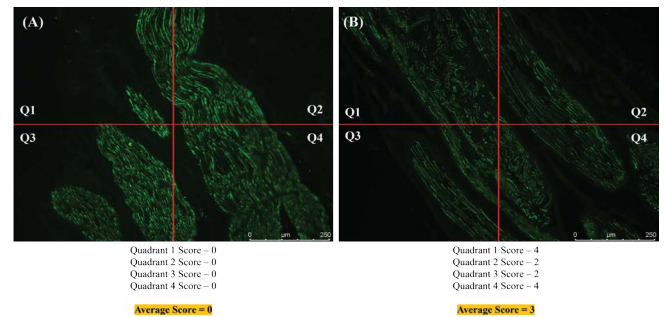 (A)
Q1
Q2
Q3
Q4
0 µm 250
Quadrant 1 Score – 0
Quadrant 2 Score – 0
Quadrant 3 Score – 0
Quadrant 4 Score – 0
Average Score = 0
(B)
Q1
Q2
Q3
Q4
0 µm 250
Quadrant 1 Score – 4
Quadrant 2 Score – 2
Quadrant 3 Score – 2
Quadrant 4 Score – 4
Average Score = 3